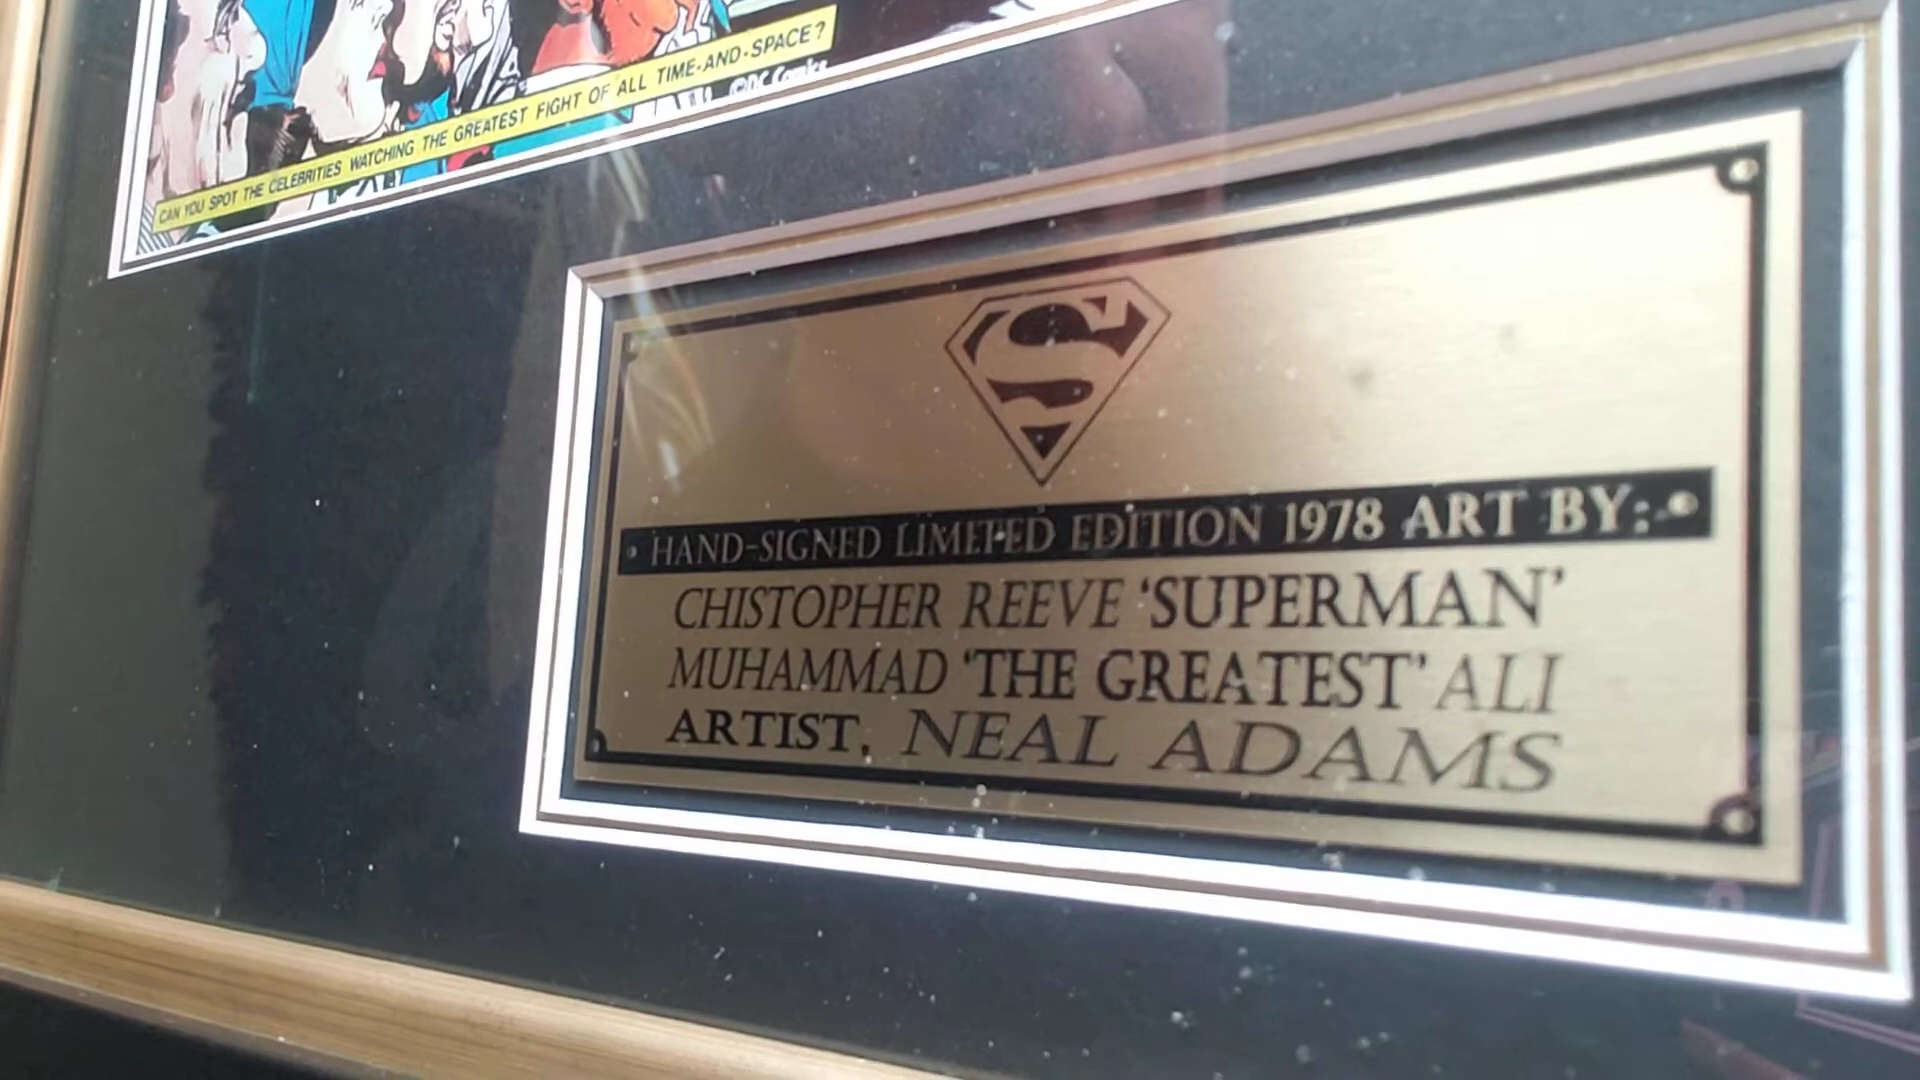 CAN YOU SPOT THE CELEBRITIES WATCHING THE GREATEST FIGHT OF ALL TIME-AND-SPACE?
©DC Comics
S
HAND-SIGNED LIMITED EDITION 1978 ART BY:
CHISTOPHER REEVE 'SUPERMAN'
MUHAMMAD 'THE GREATEST' ALI
ARTIST, NEAL ADAMS